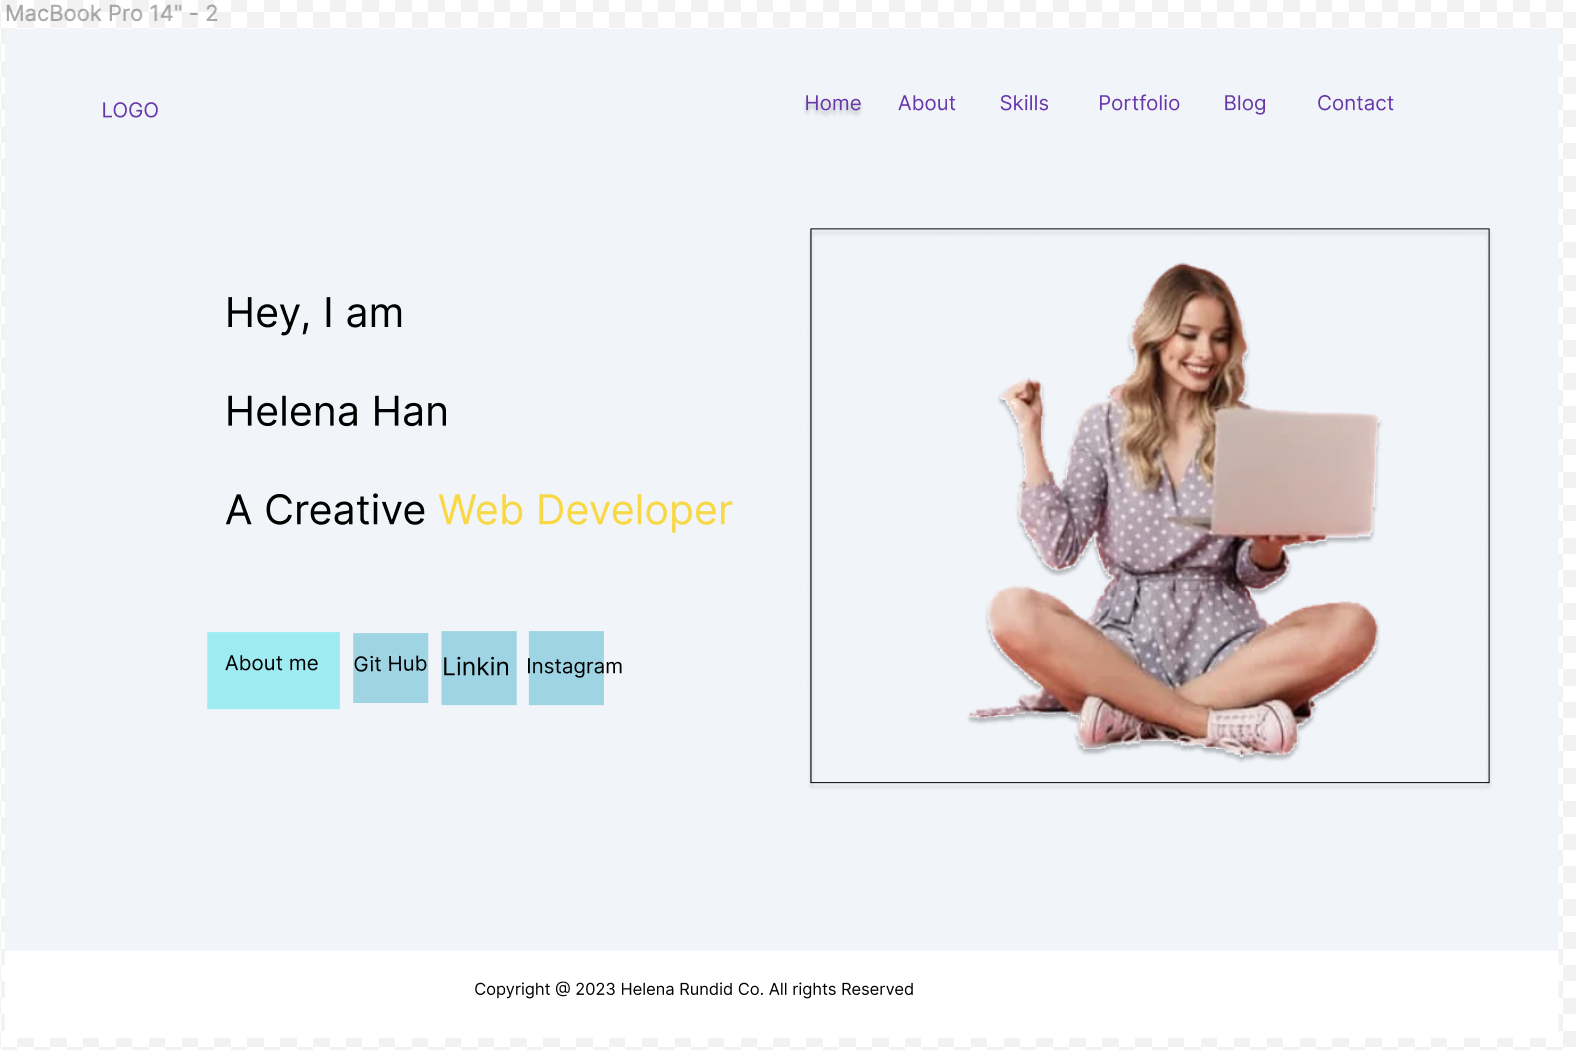 MacBook Pro 14" - 2
LOGO
Home About Skills Portfolio Blog Contact
Hey, I am
Helena Han
A Creative Web Developer
About me Git Hub Linkin Instagram
Copyright @ 2023 Helena Rundid Co. All rights Reserved